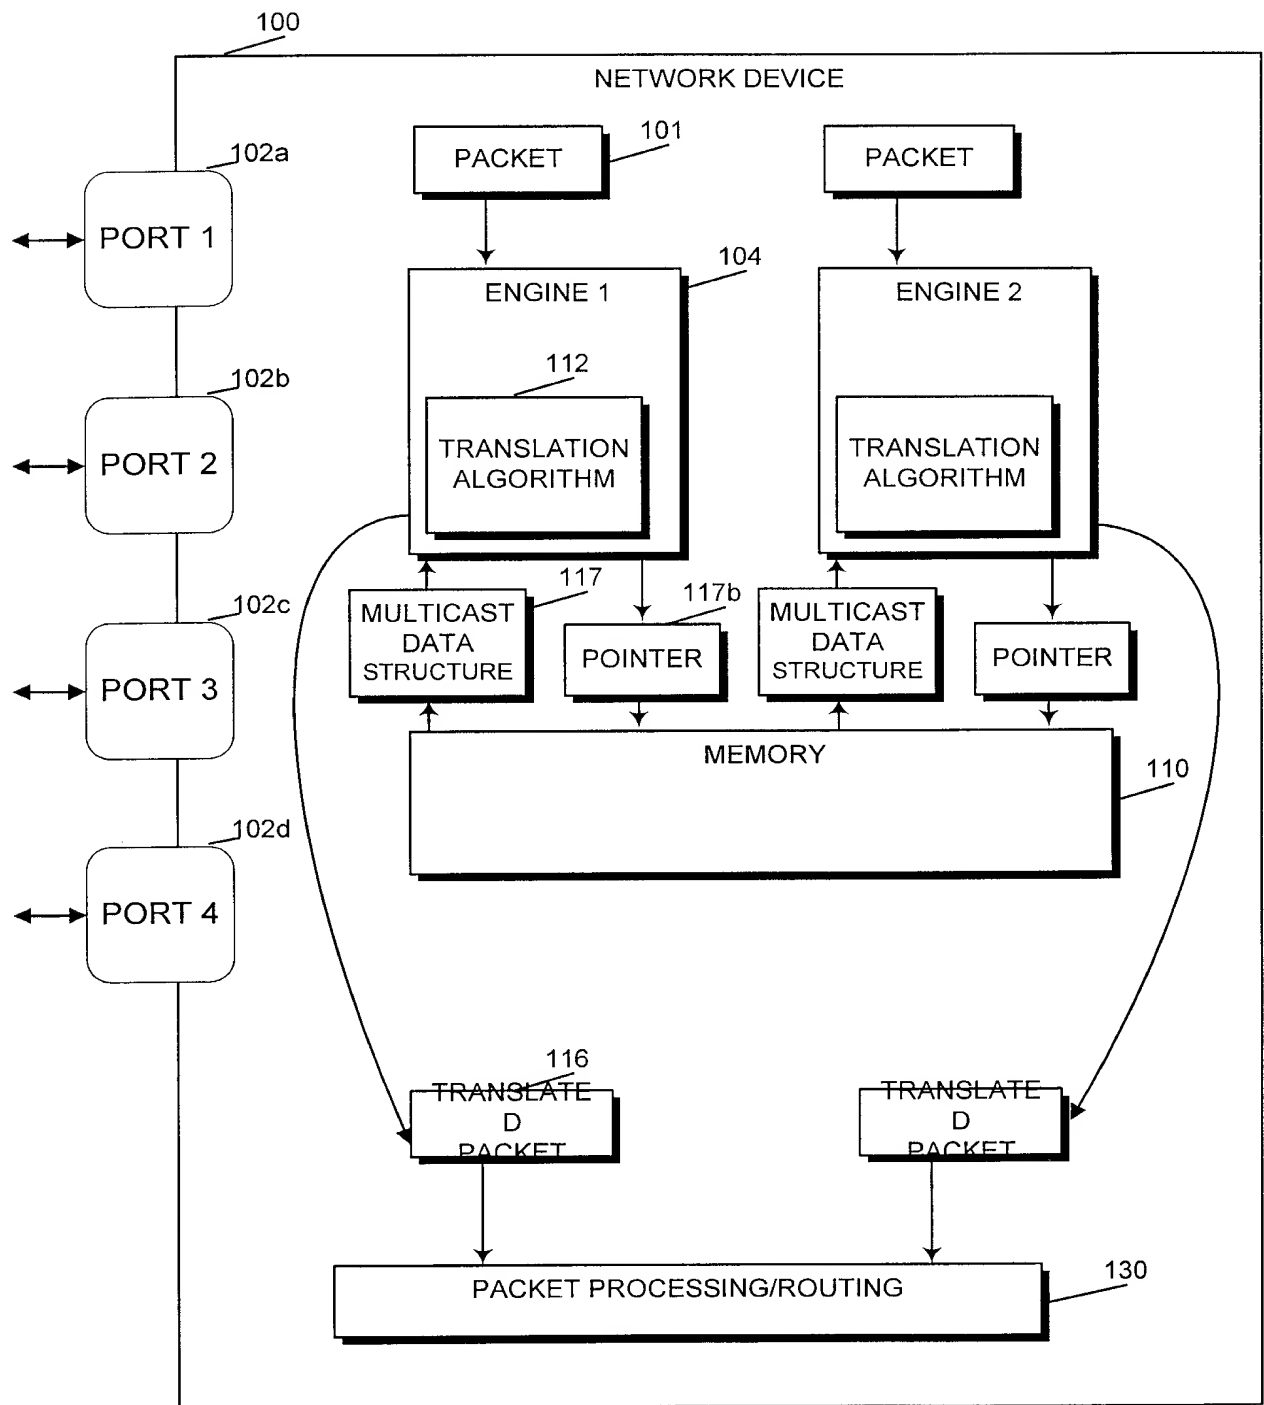 100
NETWORK DEVICE
102a
101
PACKET
PACKET
PORT 1
104
ENGINE 1
ENGINE 2
112
102b
TRANSLATION
ALGORITHM
TRANSLATION
ALGORITHM
PORT 2
117
117b
102c
MULTICAST
DATA
STRUCTURE
POINTER
MULTICAST
DATA
STRUCTURE
POINTER
PORT 3
MEMORY
110
102d
PORT 4
116
TRANSLATE
D
PACKET
TRANSLATE
D
PACKET
130
PACKET PROCESSING/ROUTING